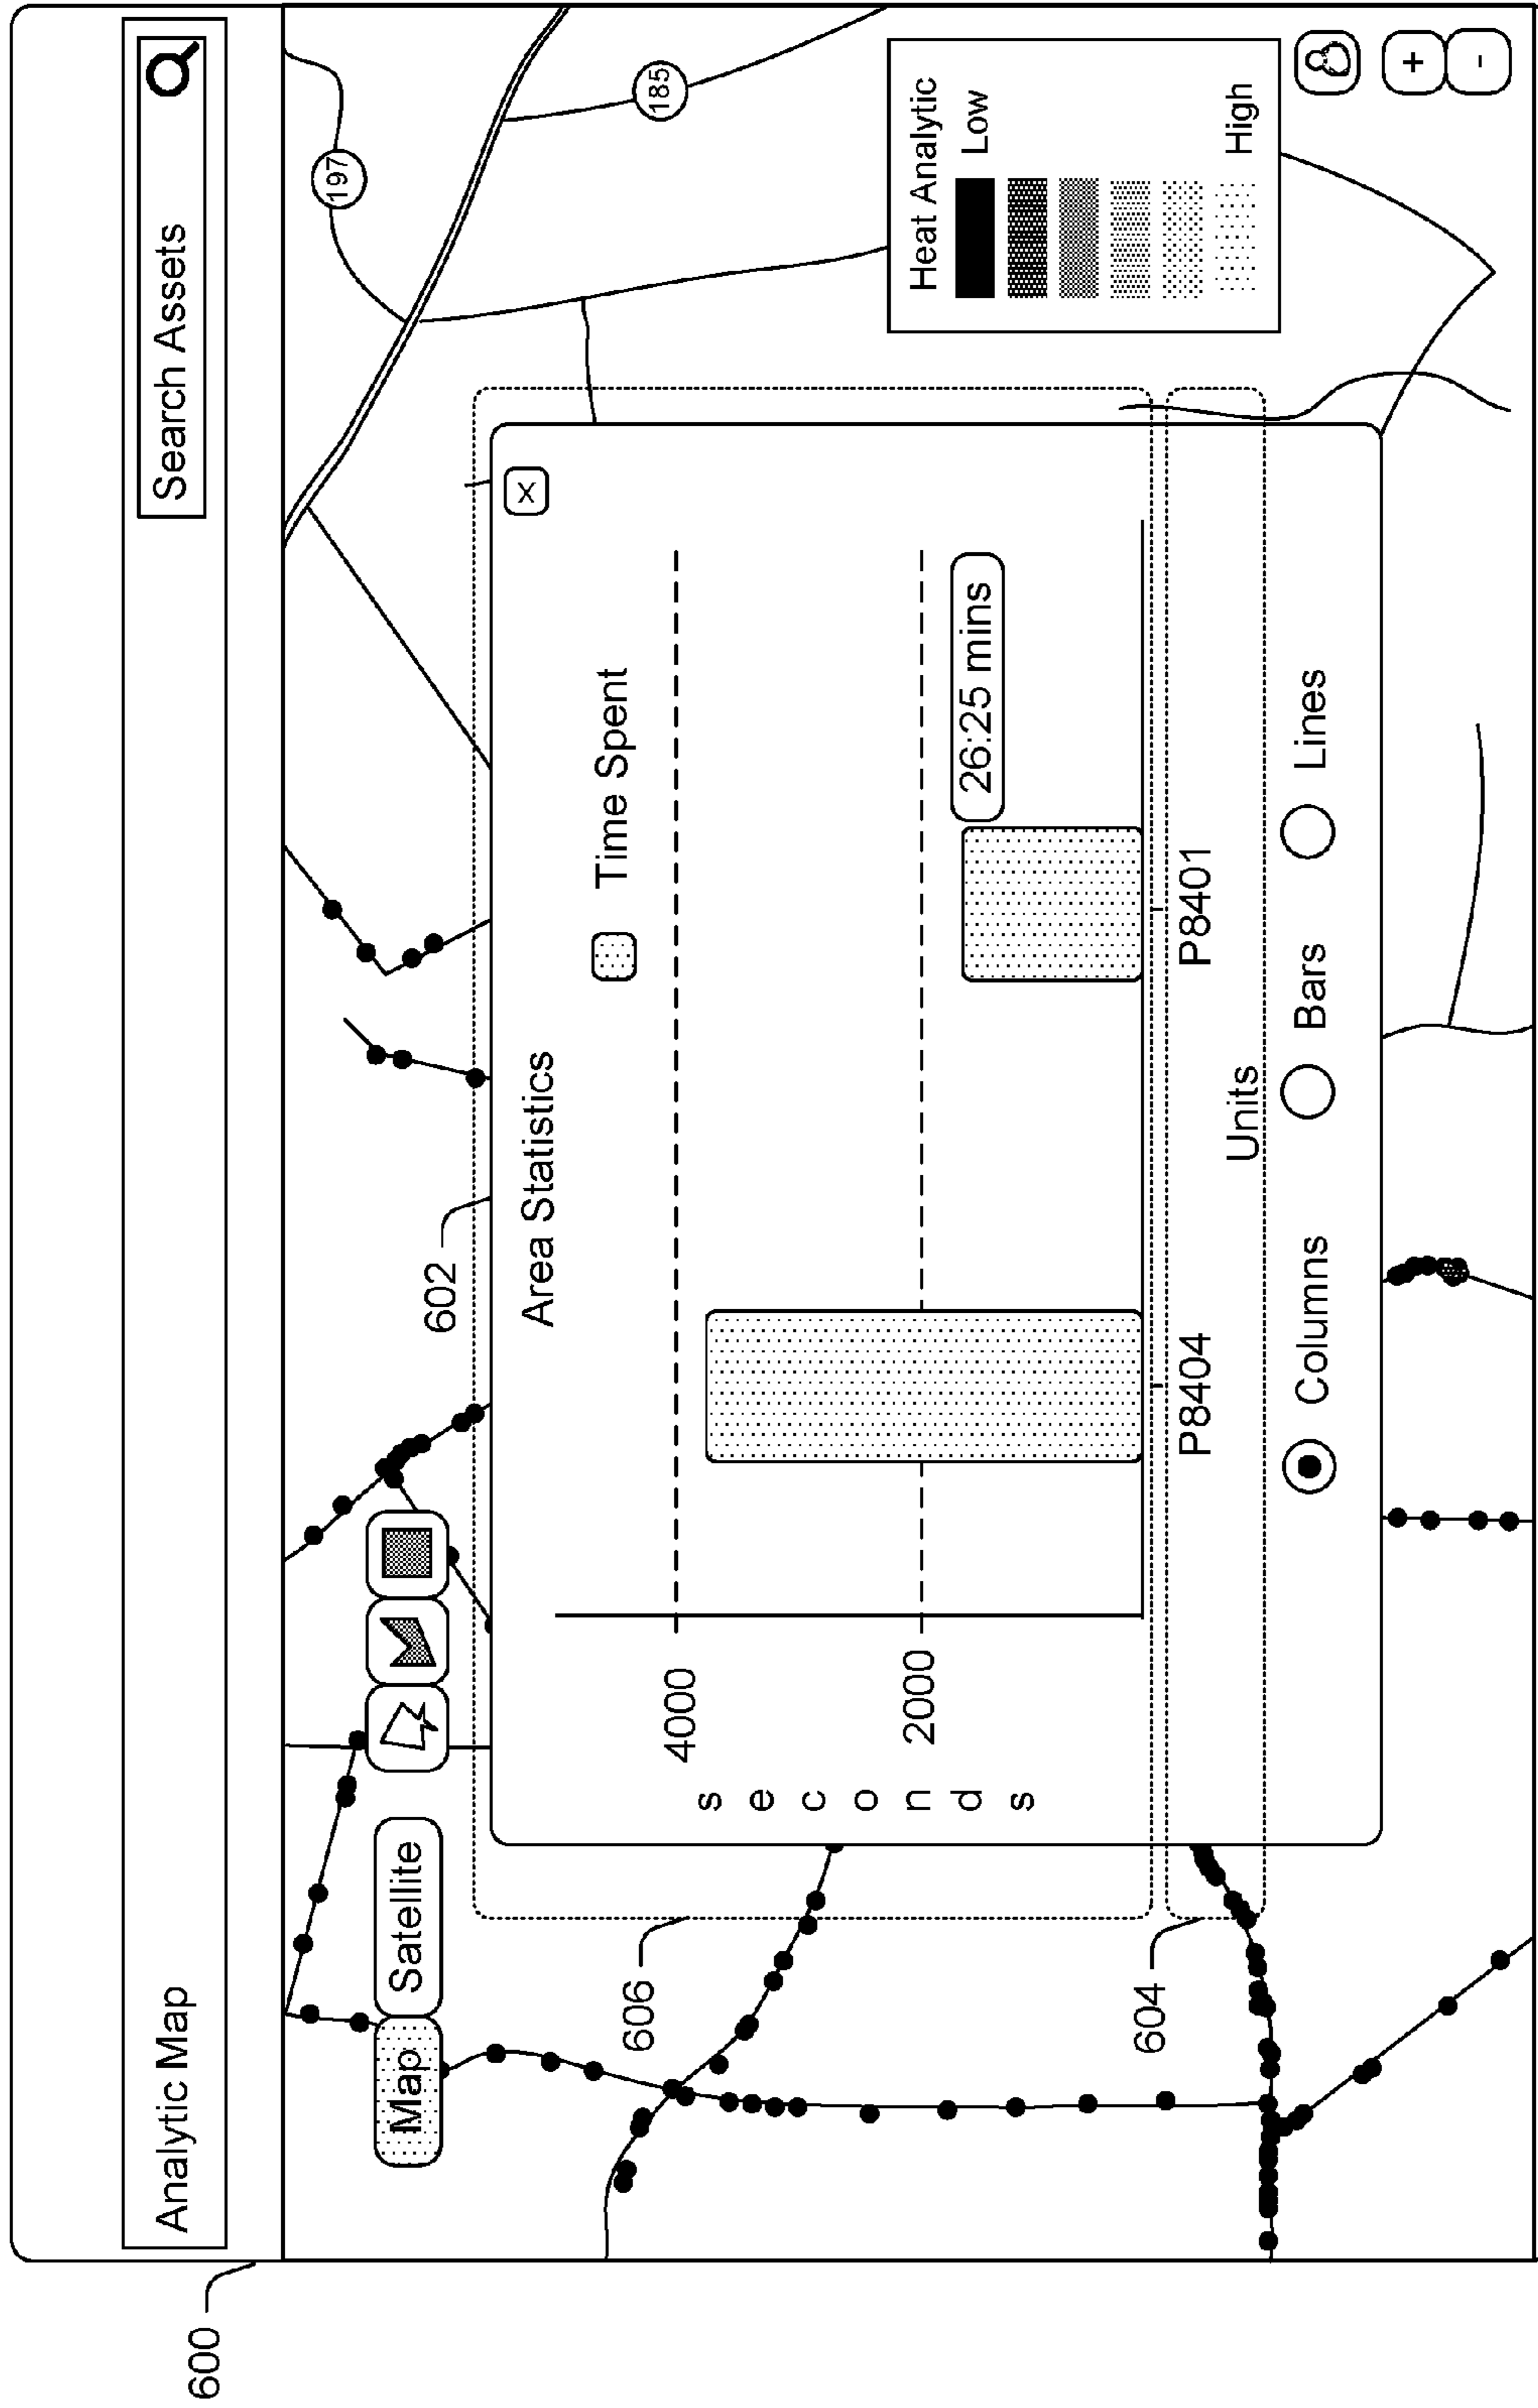 600
Analytic Map
Search Assets
197
185
Map
Satellite
602
606
604
Area Statistics
x
Time Spent
4000
2000
seconds
26:25 mins
P8404
P8401
Units
Columns
Bars
Lines
Heat Analytic
Low
High
+
-